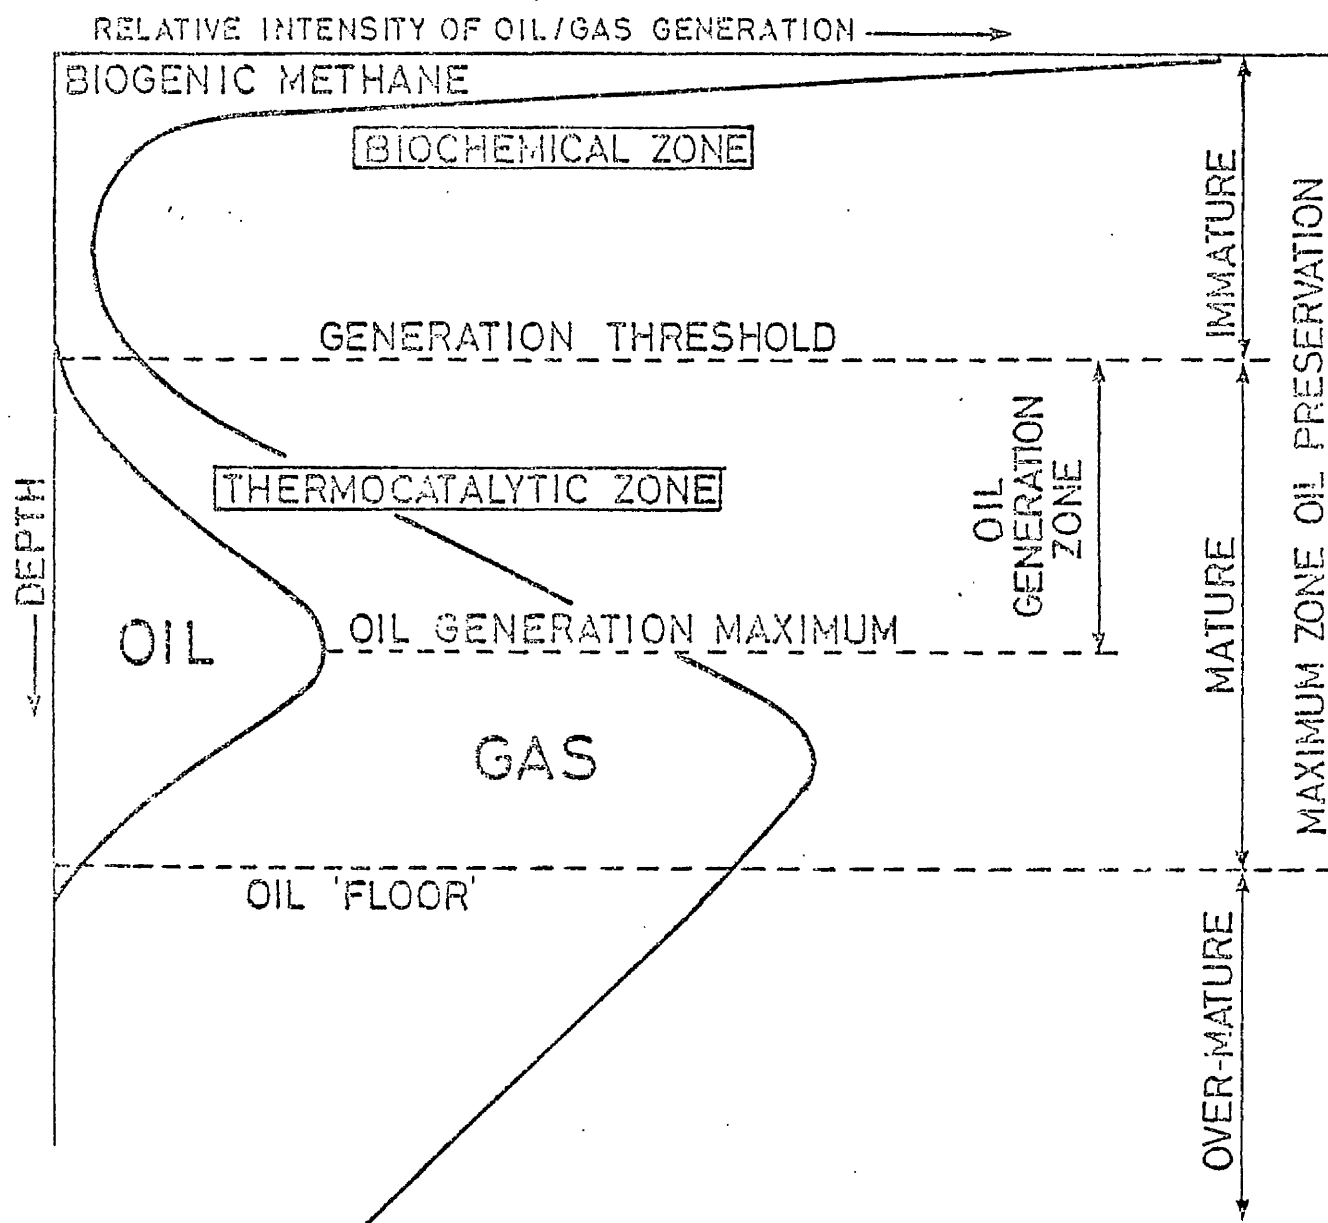 RELATIVE INTENSITY OF OIL/GAS GENERATION
BIOGENIC METHANE
BIOCHEMICAL ZONE
IMMATURE
MAXIMUM ZONE OIL PRESERVATION
GENERATION THRESHOLD
OIL
GENERATION
ZONE
THERMOCATALYTIC ZONE
DEPTH
MATURE
OIL
OIL GENERATION MAXIMUM
GAS
OIL 'FLOOR'
OVER-MATURE